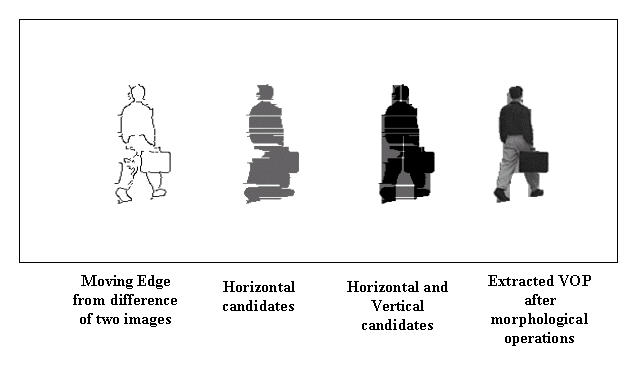 Moving Edge
from difference
of two images
Horizontal
candidates
Horizontal and
Vertical
candidates
Extracted VOP
after
morphological
operations